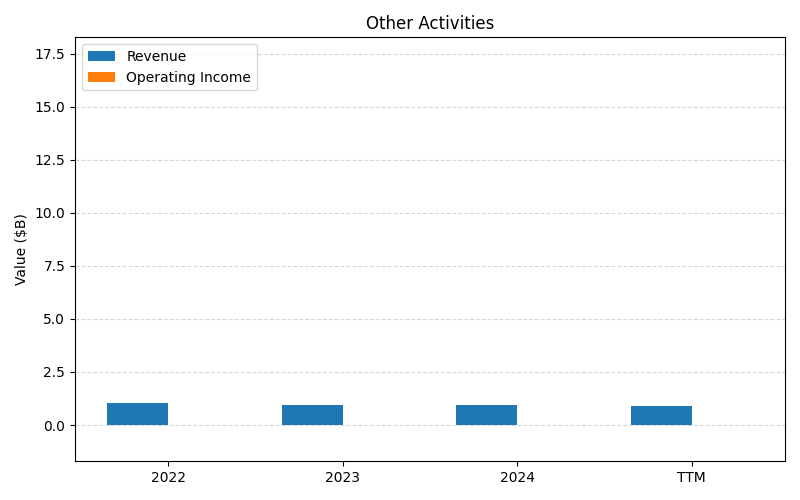 Other Activities
Revenue
Operating Income
Value ($B)
17.5
15.0
12.5
10.0
7.5
5.0
2.5
0.0
2022
2023
2024
TTM